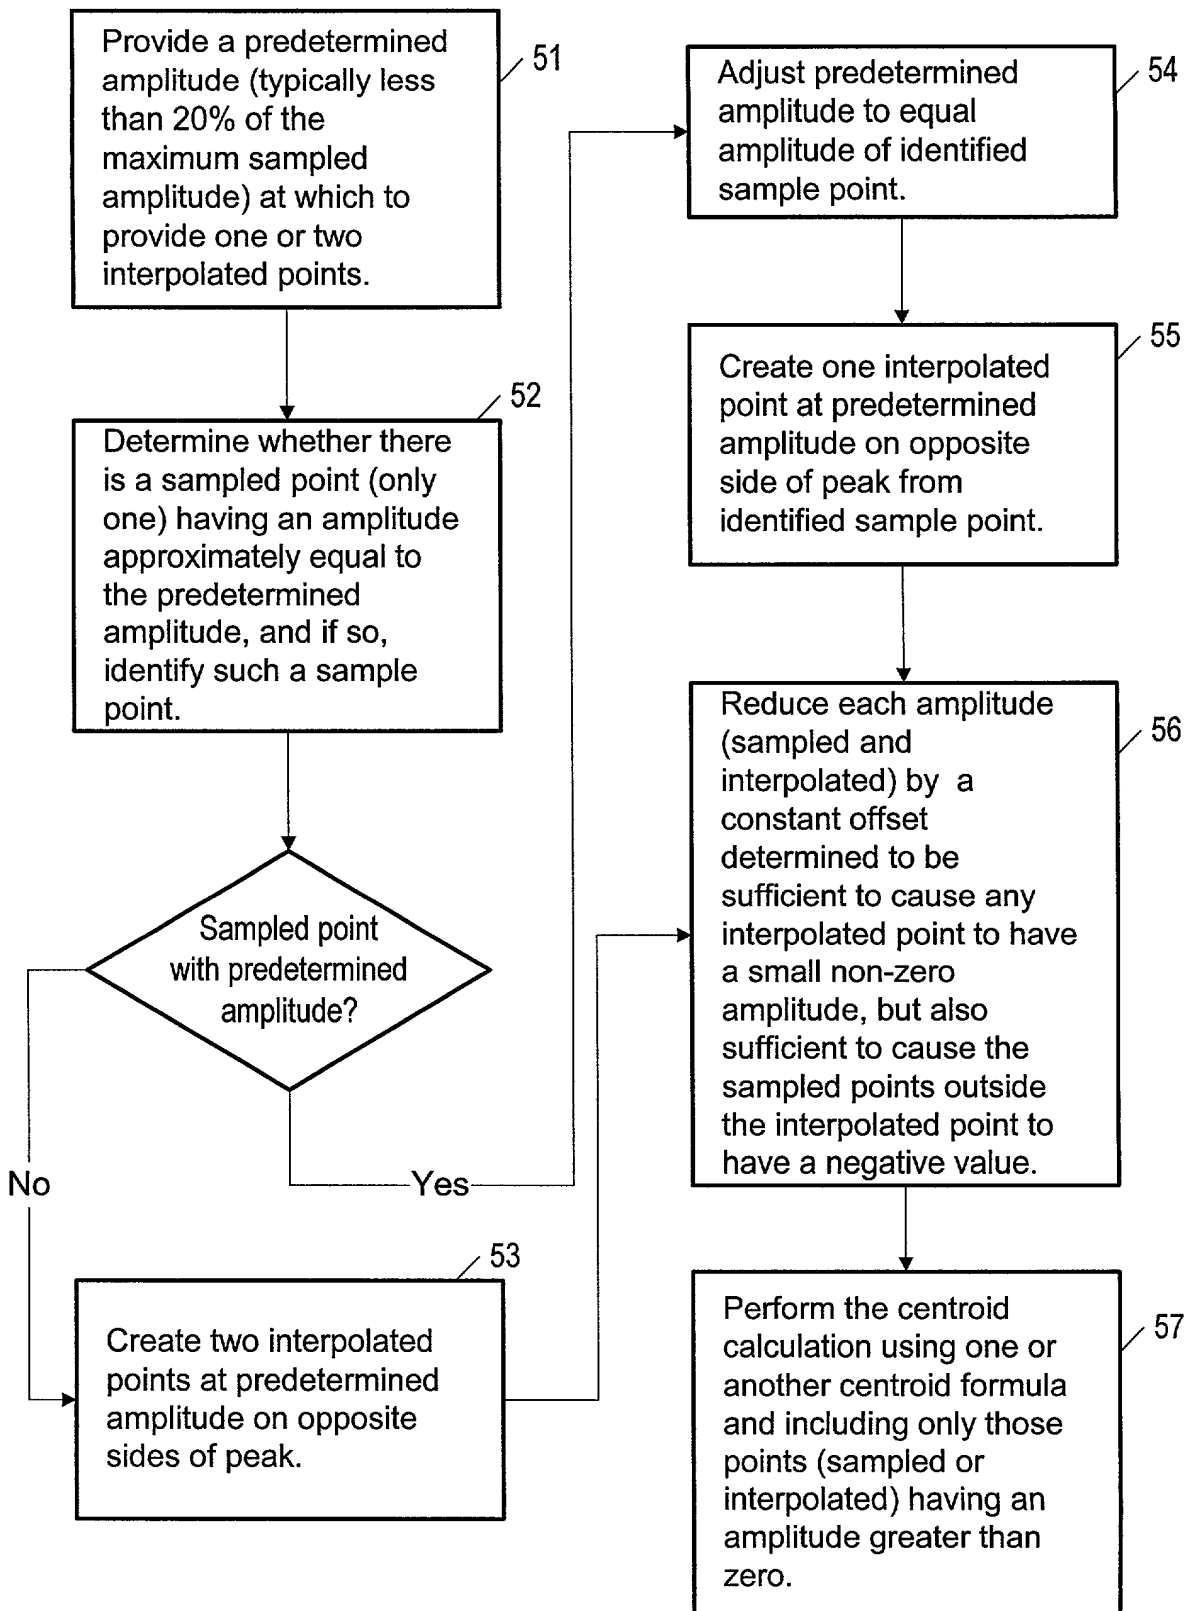 51
Provide a predetermined
amplitude (typically less
than 20% of the
maximum sampled
amplitude) at which to
provide one or two
interpolated points.
52
Determine whether there
is a sampled point (only
one) having an amplitude
approximately equal to
the predetermined
amplitude, and if so,
identify such a sample
point.
Sampled point
with predetermined
amplitude?
No
Yes
53
Create two interpolated
points at predetermined
amplitude on opposite
sides of peak.
54
Adjust predetermined
amplitude to equal
amplitude of identified
sample point.
55
Create one interpolated
point at predetermined
amplitude on opposite
side of peak from
identified sample point.
56
Reduce each amplitude
(sampled and
interpolated) by a
constant offset
determined to be
sufficient to cause any
interpolated point to have
a small non-zero
amplitude, but also
sufficient to cause the
sampled points outside
the interpolated point to
have a negative value.
57
Perform the centroid
calculation using one or
another centroid formula
and including only those
points (sampled or
interpolated) having an
amplitude greater than
zero.